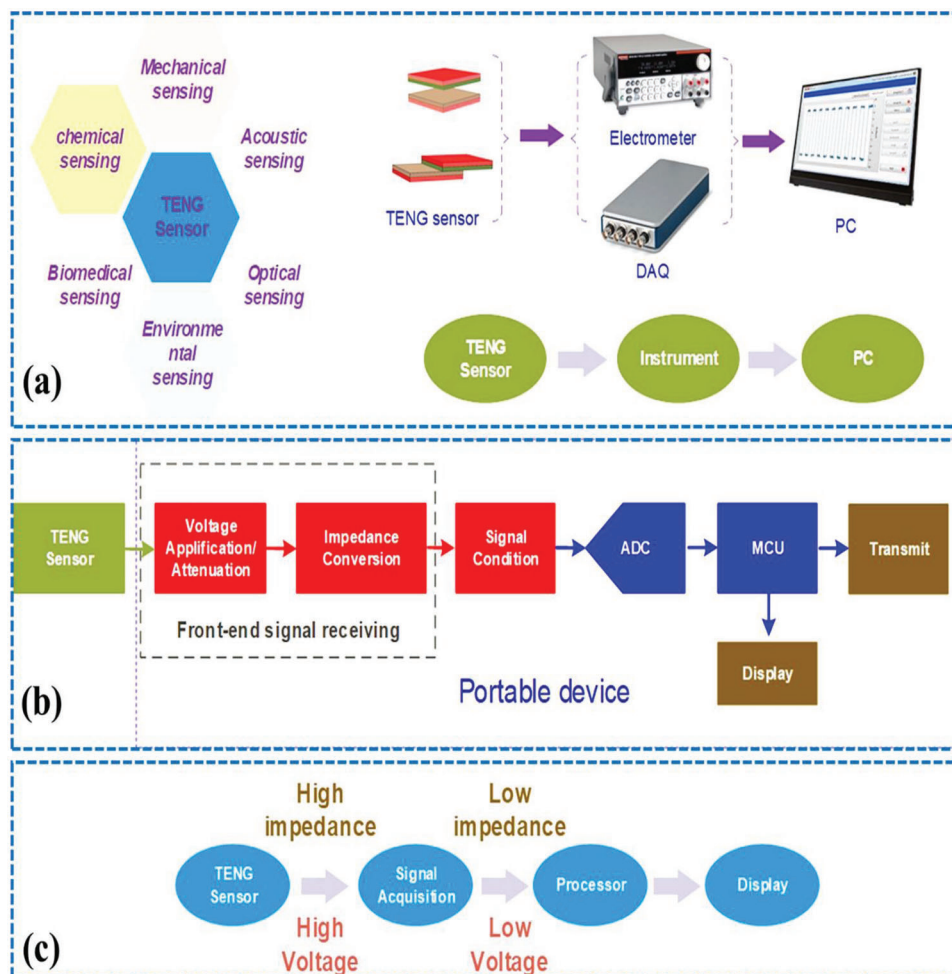 Mechanical
sensing
chemical
sensing
Acoustic
sensing
TENG
Sensor
Biomedical
sensing
Optical
sensing
Environme
ntal
sensing
TENG sensor
Electrometer
DAQ
PC
TENG
Sensor
Instrument
PC
(a)
TENG
Sensor
Voltage
Applification/
Attenuation
Impedance
Conversion
Signal
Condition
ADC
MCU
Transmit
Front-end signal receiving
Display
Portable device
(b)
High
impedance
Low
impedance
TENG
Sensor
Signal
Acquisition
Processor
Display
High
Voltage
Low
Voltage
(c)